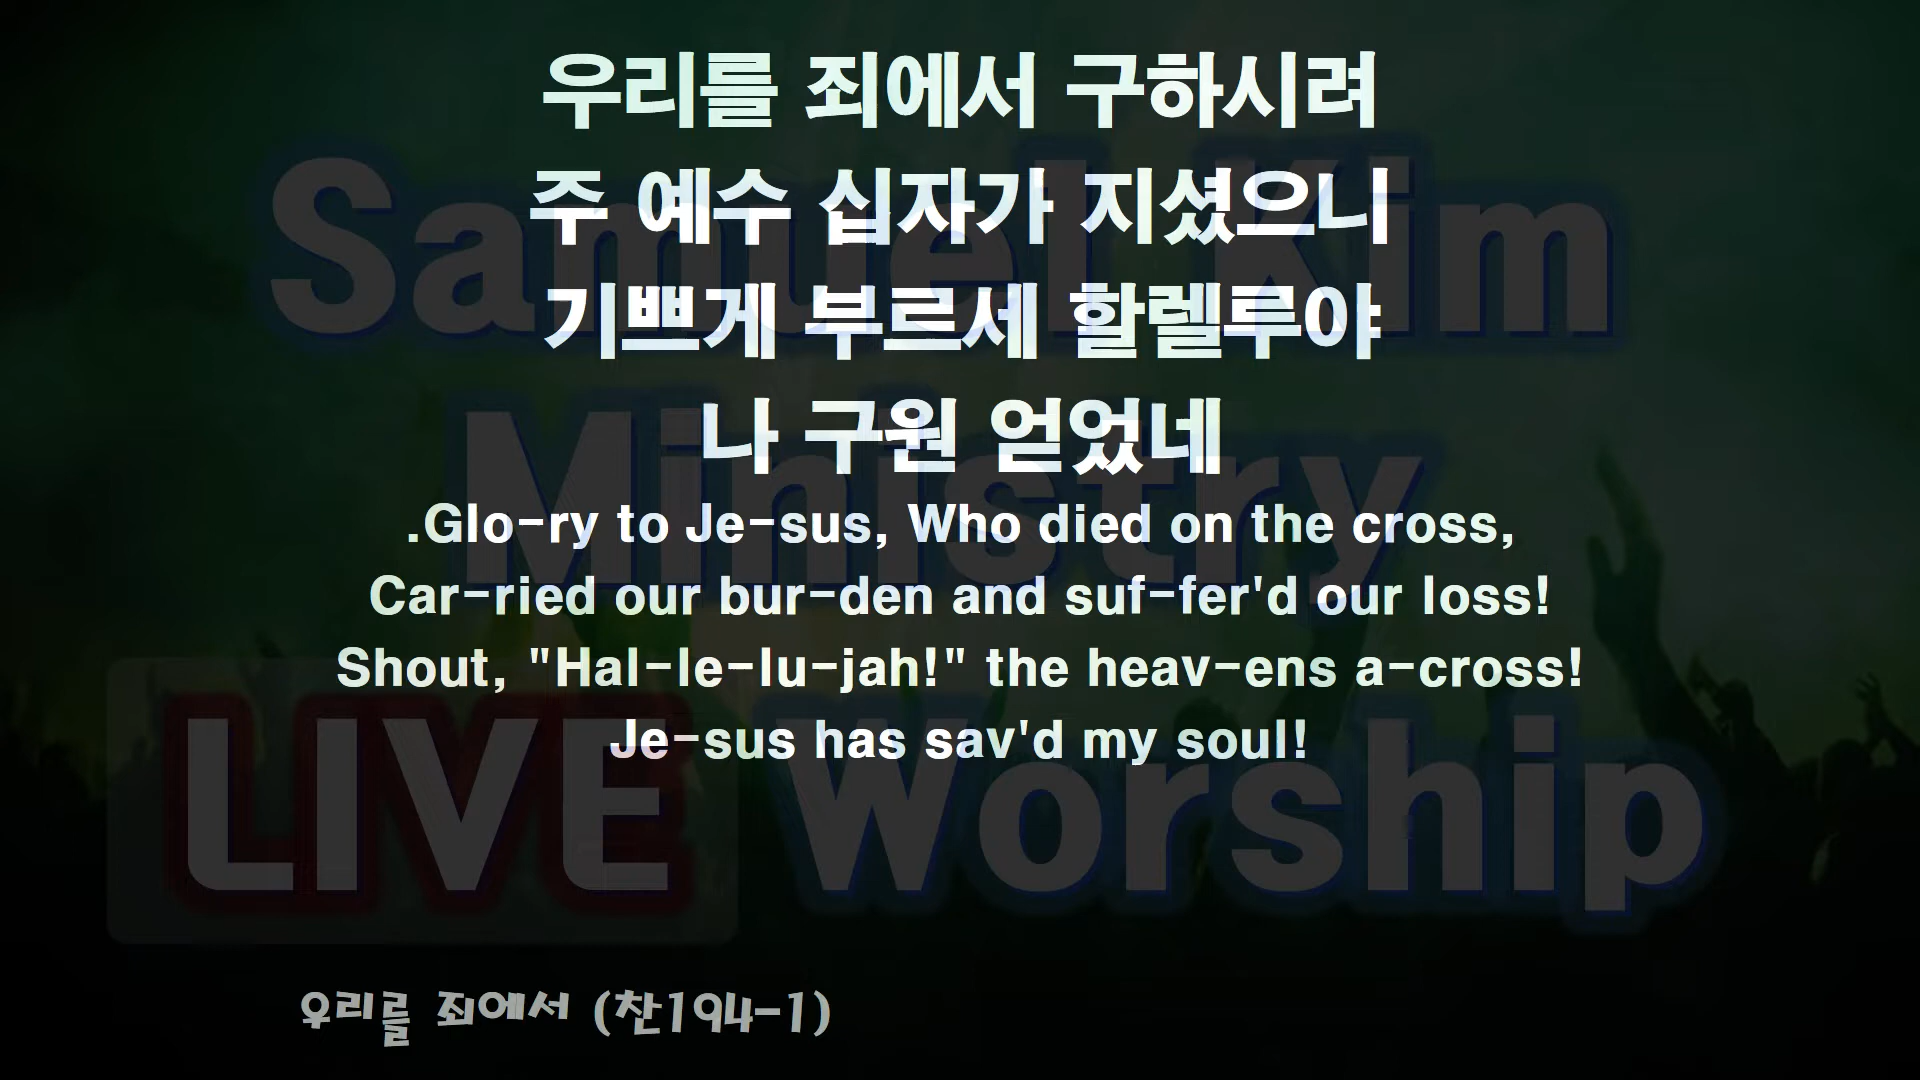 우리를 죄에서 구하시려
주 예수 십자가 지셨으니
기쁘게 부르세 할렐루야
나 구원 얻었네
.Glo-ry to Je-sus, Who died on the cross,
Car-ried our bur-den and suf-fer'd our loss!
Shout, "Hal-le-lu-jah!" the heav-ens a-cross!
Je-sus has sav'd my soul!
Samuel Kim
Ministry
LIVE Worship
우리를 죄에서 (찬194-1)